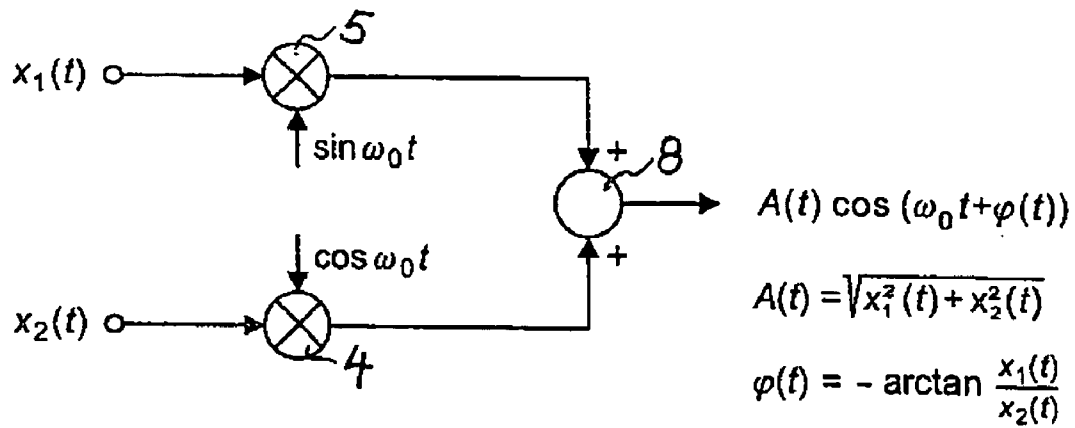 5
x₁(t)
sin ω₀t
+
8
A(t) cos (ω₀t+φ(t))
+
cos ω₀t
A(t) = √x₁²(t) + x₂²(t)
x₂(t)
4
φ(t) = - arctan x₁(t)/x₂(t)